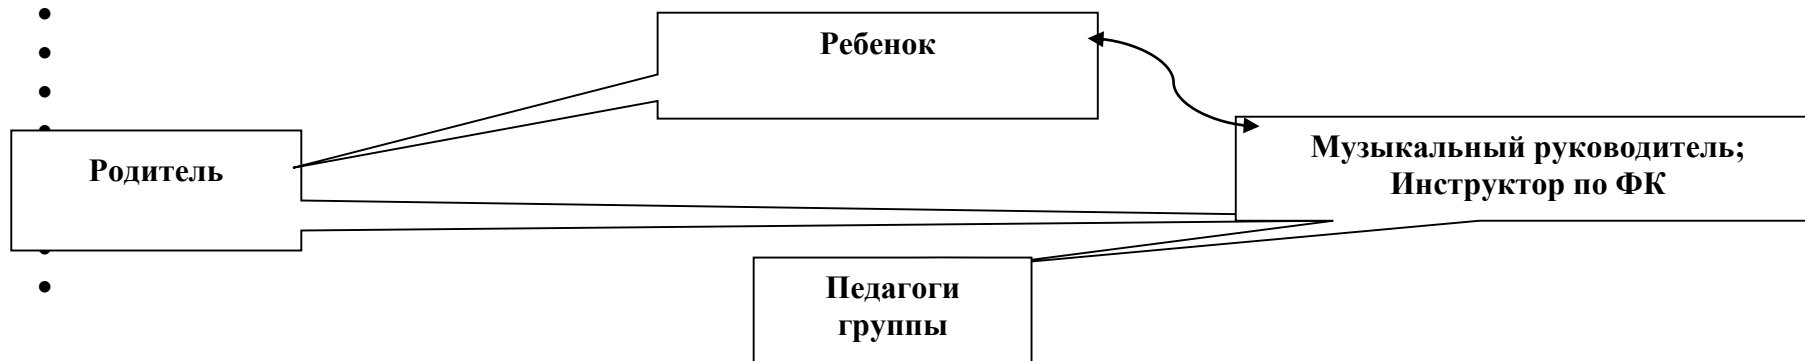 Ребенок
Родитель
Музыкальный руководитель;
Инструктор по ФК
Педагоги
группы